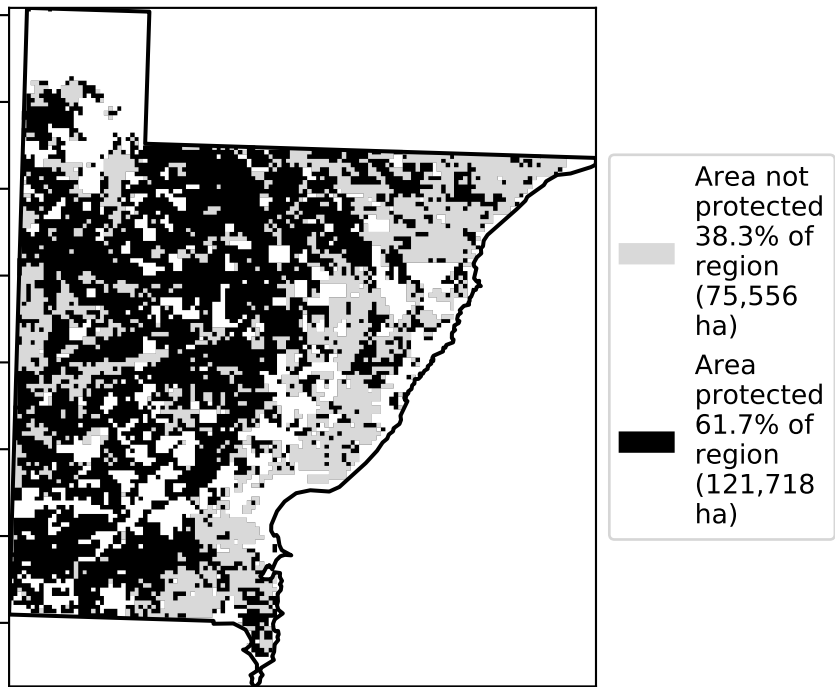 Area not
protected
38.3% of
region
(75,556
ha)
Area
protected
61.7% of
region
(121,718
ha)